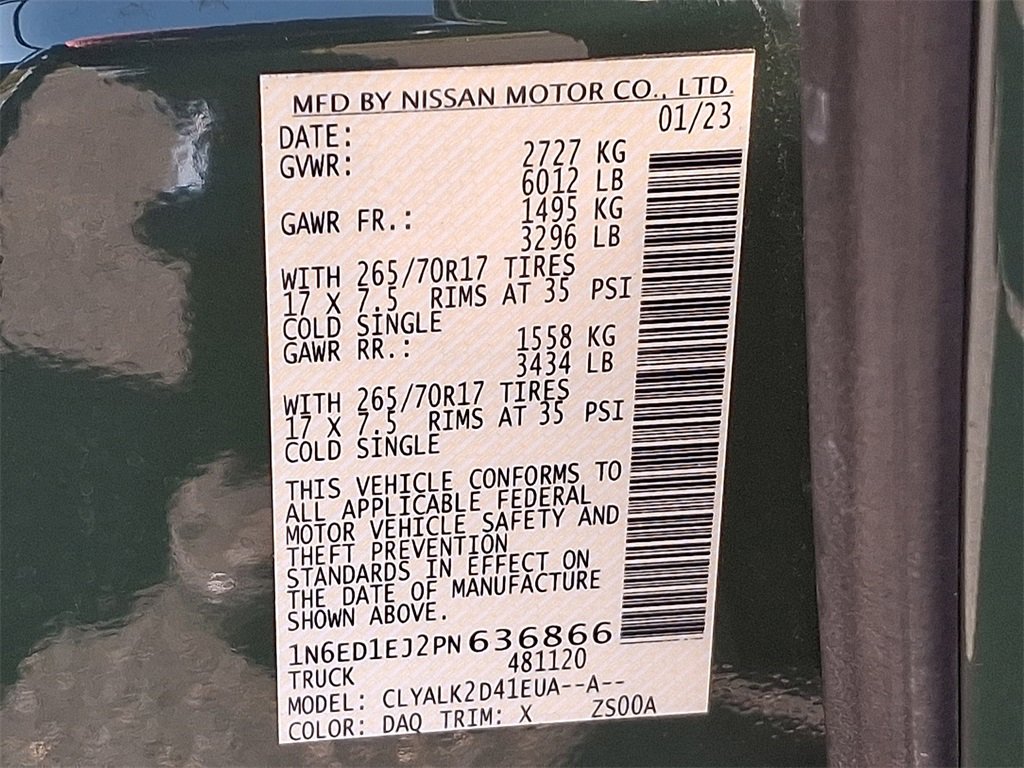 MFD BY NISSAN MOTOR CO., LTD.
DATE: 01/23
GVWR: 2727 KG
6012 LB
GAWR FR.: 1495 KG
3296 LB
WITH 265/70R17 TIRES
17 X 7.5 RIMS AT 35 PSI
COLD SINGLE
GAWR RR.: 1558 KG
3434 LB
WITH 265/70R17 TIRES
17 X 7.5 RIMS AT 35 PSI
COLD SINGLE
THIS VEHICLE CONFORMS TO
ALL APPLICABLE FEDERAL
MOTOR VEHICLE SAFETY AND
THEFT PREVENTION
STANDARDS IN EFFECT ON
THE DATE OF MANUFACTURE
SHOWN ABOVE.
1N6ED1EJ2PN636866
TRUCK 481120
MODEL: CLYALK2D41EUA--A--
COLOR: DAQ TRIM: X ZS00A